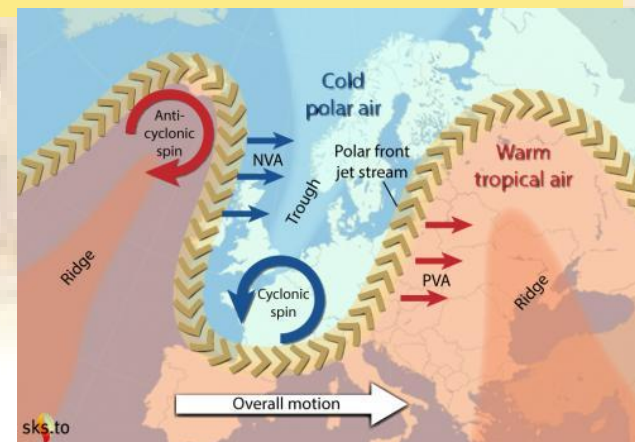 Cold
polar air
Anti-
cyclonic
spin
NVA
Polar front
jet stream
Warm
tropical air
Trough
Ridge
PVA
Cyclonic
spin
Ridge
Overall motion
sks.to